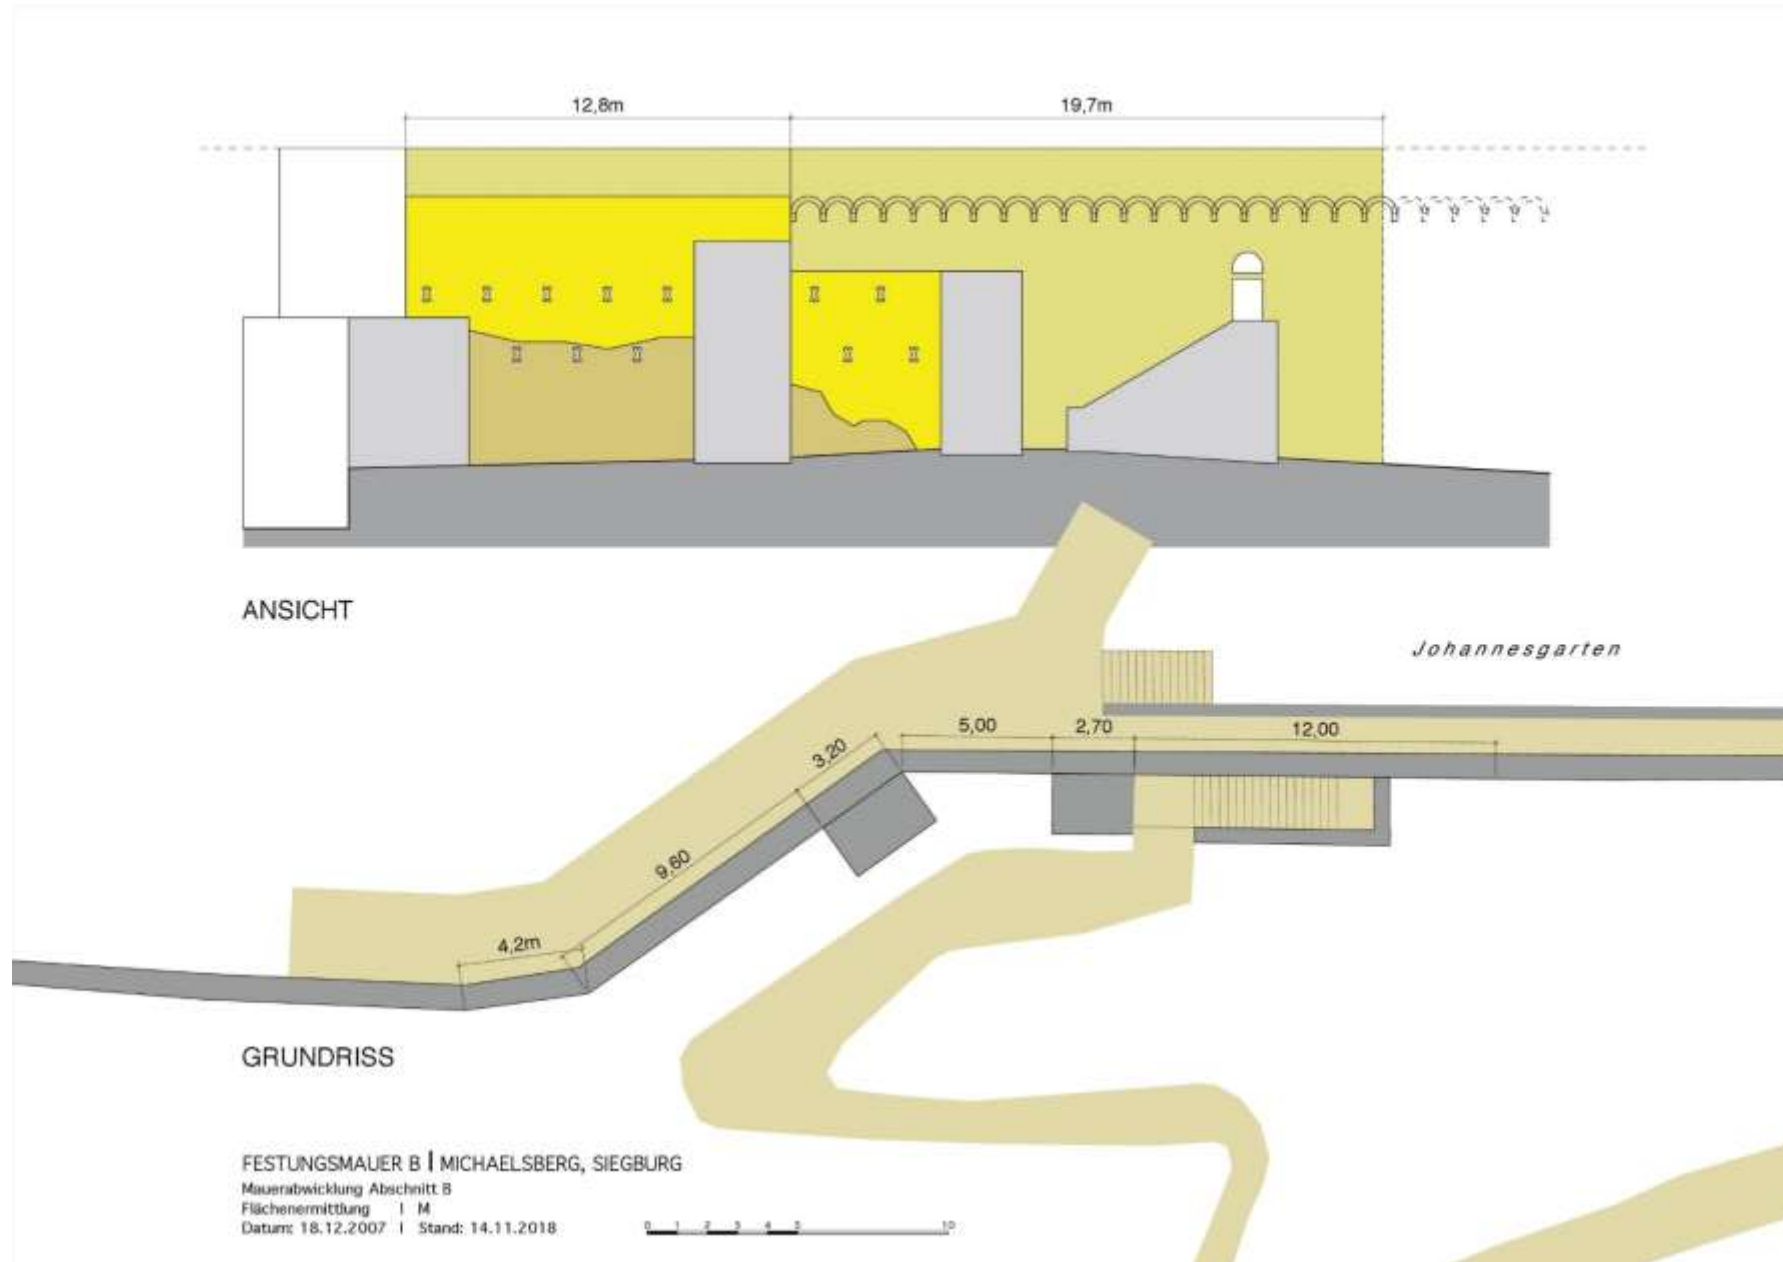 12,8m
19,7m
ANSICHT
Johannesgarten
5,00
2,70
12,00
3,20
9,60
4,2m
GRUNDRISS
FESTUNGSMAUER B | MICHAELSBERG, SIEGBURG
Mauerabwicklung Abschnitt B
Flächenermittlung | M
Datum: 18.12.2007 | Stand: 14.11.2018
0 1 2 3 4 5 10